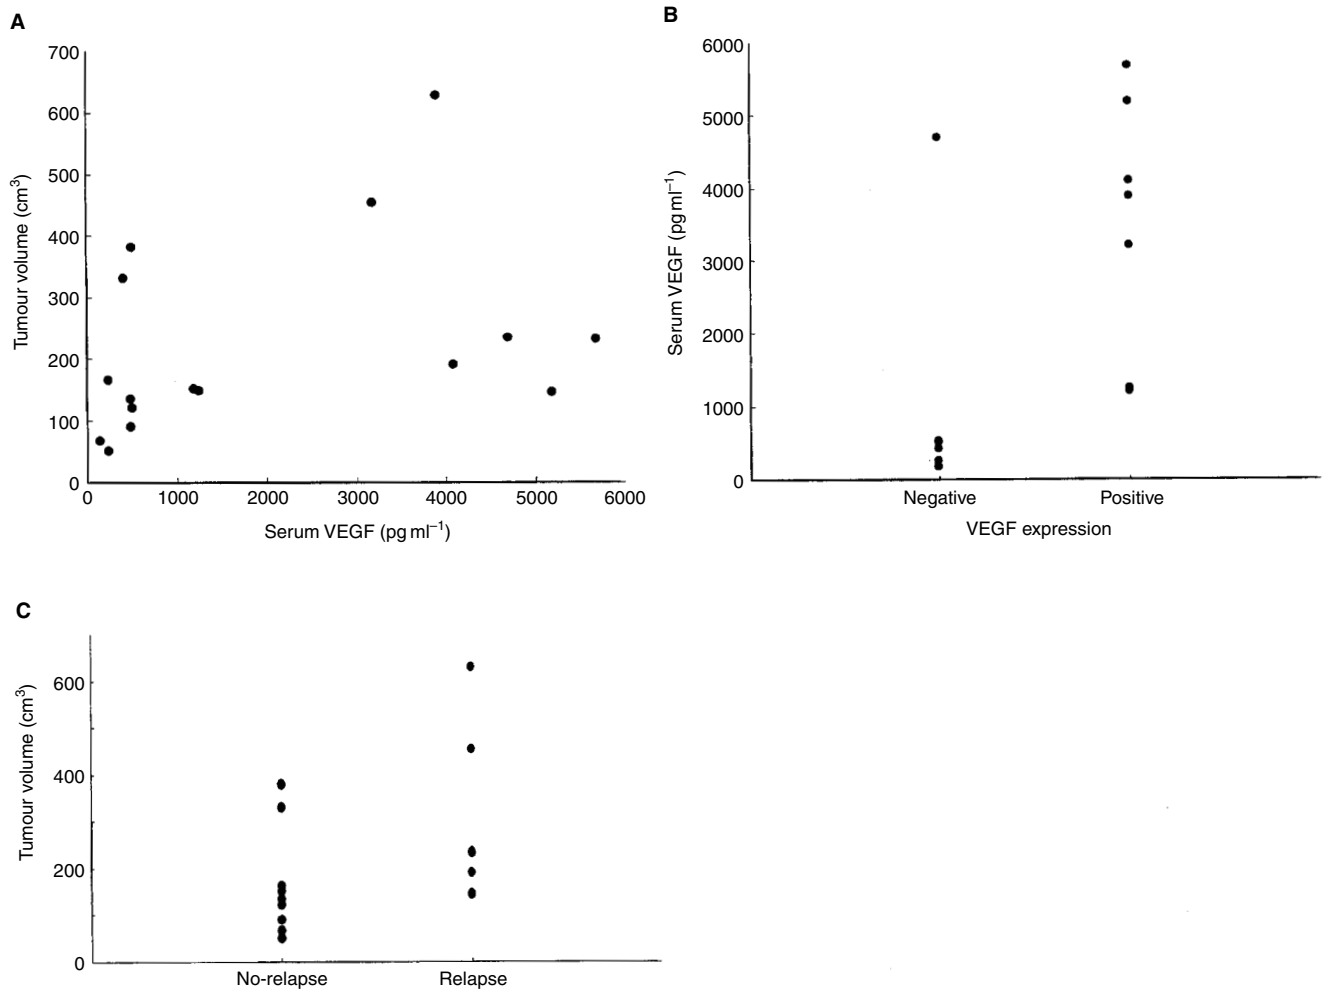 A
700
600
500
400
300
200
100
0
Tumour volume (cm³)
0 1000 2000 3000 4000 5000 6000
Serum VEGF (pg ml⁻¹)
B
6000
5000
4000
3000
2000
1000
0
Serum VEGF (pg ml⁻¹)
Negative Positive
VEGF expression
C
600
400
200
0
Tumour volume (cm³)
No-relapse Relapse